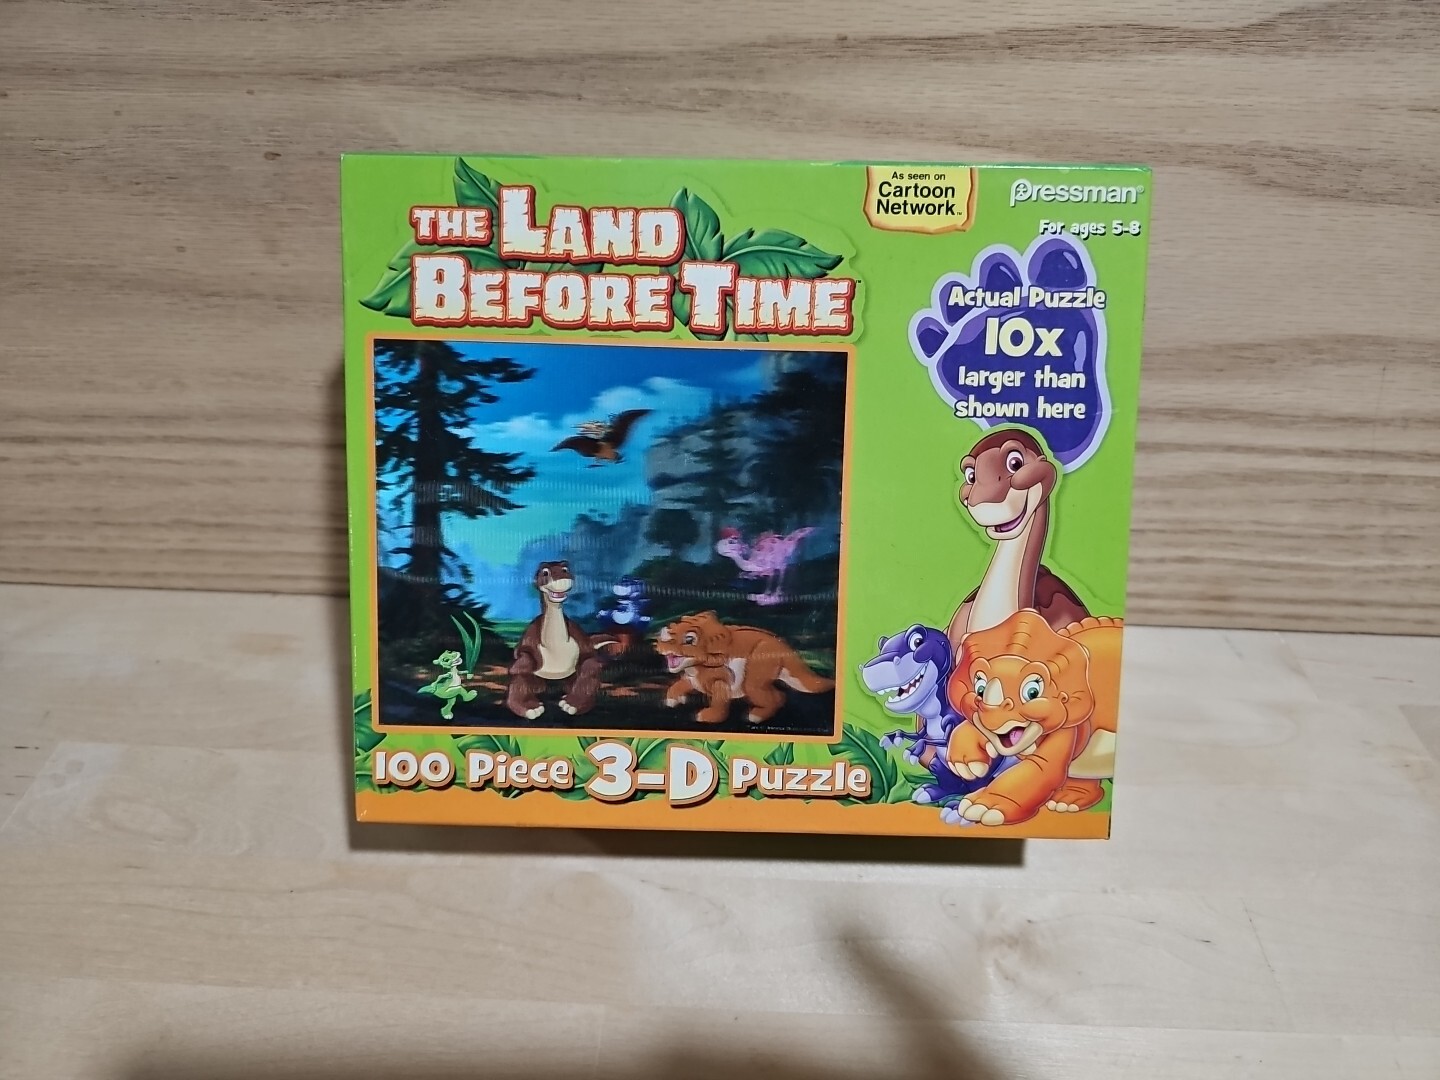 THE LAND
BEFORE TIME
As seen on
Cartoon
Network™
Pressman®
For ages 5-8
Actual Puzzle
10x
larger than
shown here
100 Piece 3-D Puzzle